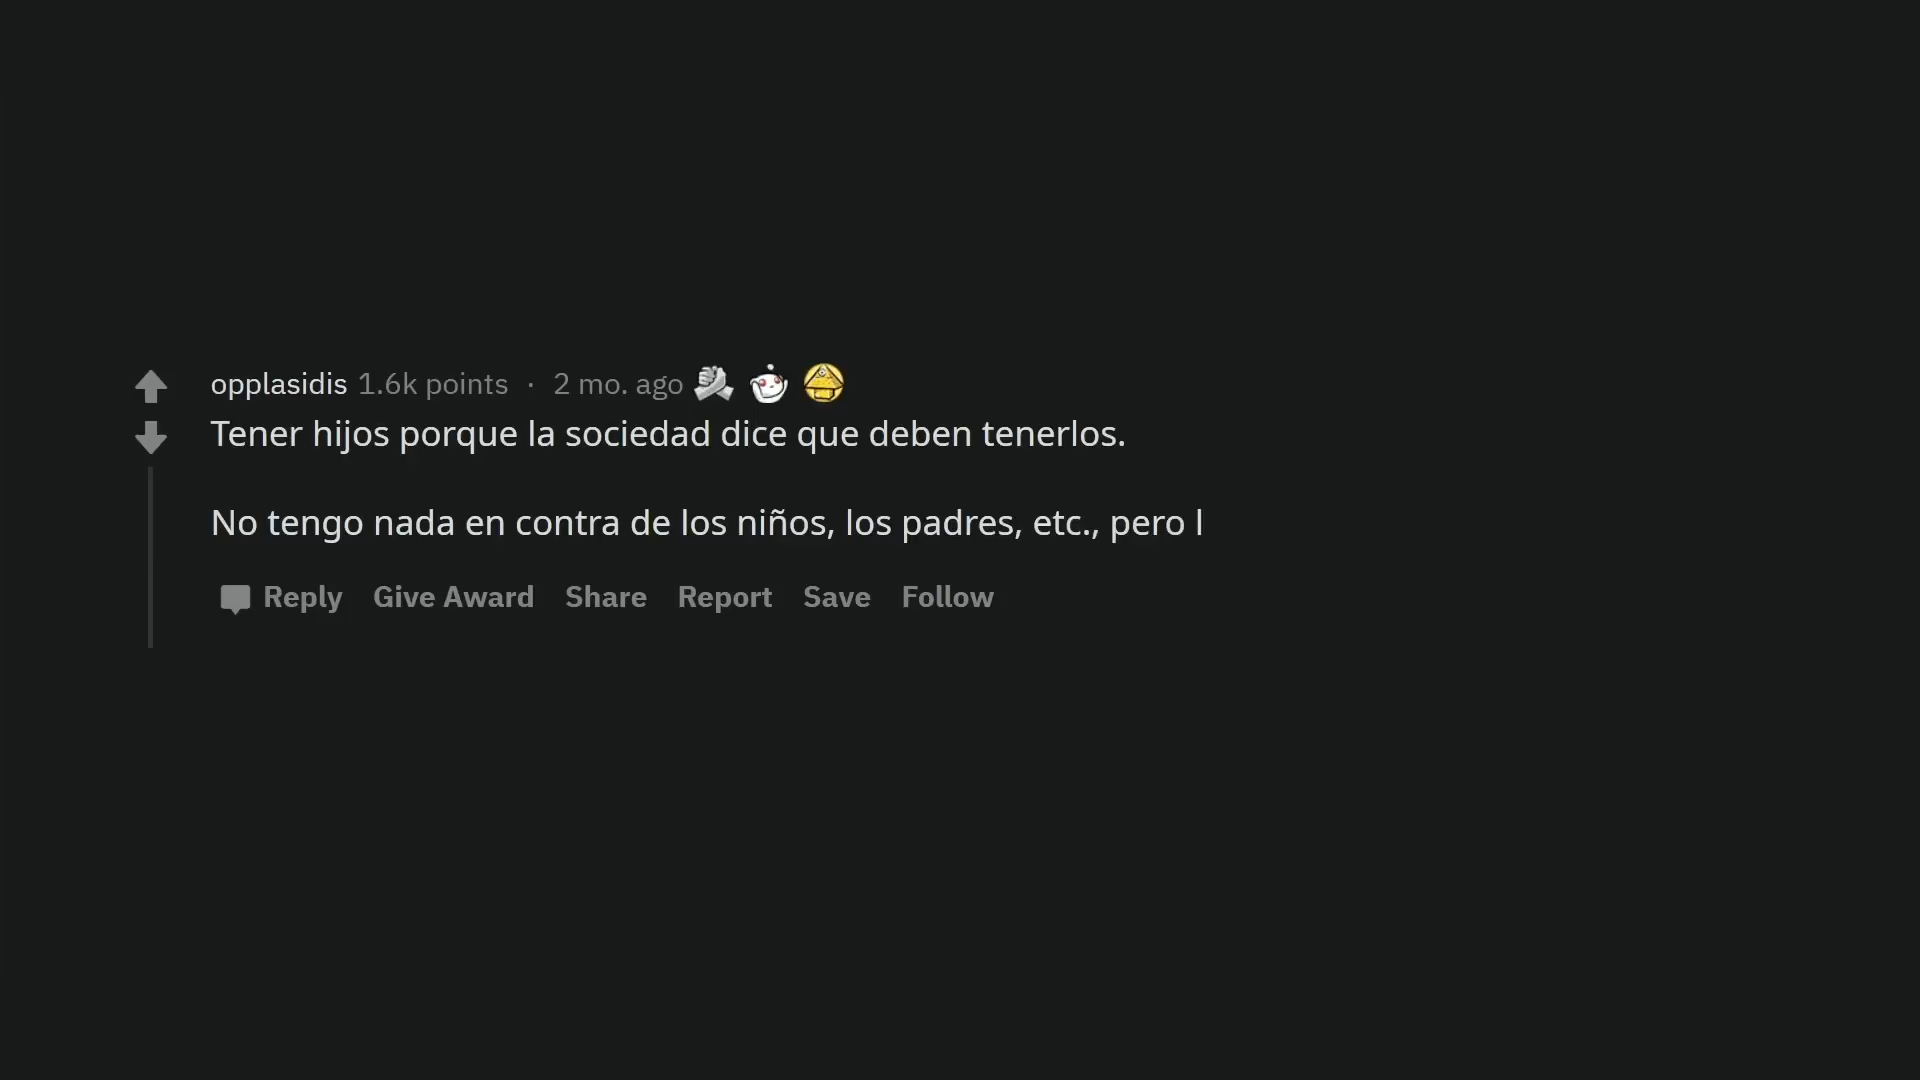 opplasidis 1.6k points · 2 mo. ago
Tener hijos porque la sociedad dice que deben tenerlos.
No tengo nada en contra de los niños, los padres, etc., pero l
Reply Give Award Share Report Save Follow